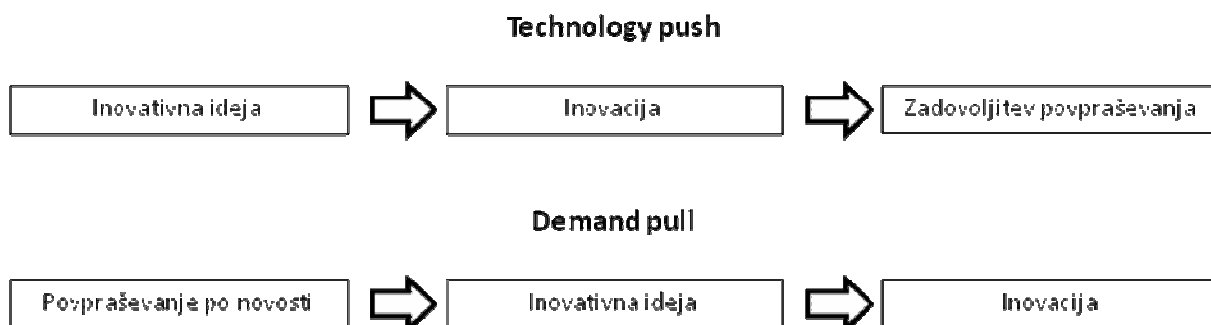 Technology push
Inovativna ideja
Inovacija
Zadovoljitev povpraševanja
Demand pull
Povpraševanje po novosti
Inovativna ideja
Inovacija